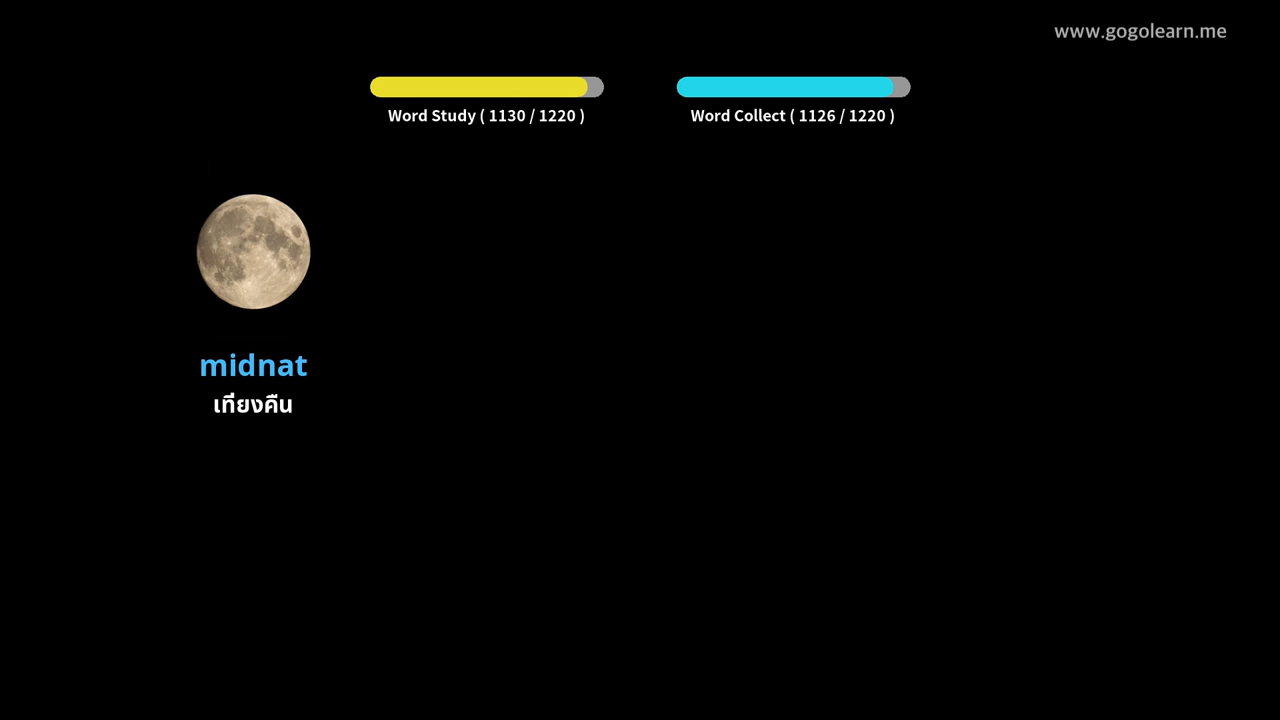 www.gogolearn.me
Word Study ( 1130 / 1220 )
Word Collect ( 1126 / 1220 )
midnat
เที่ยงคืน